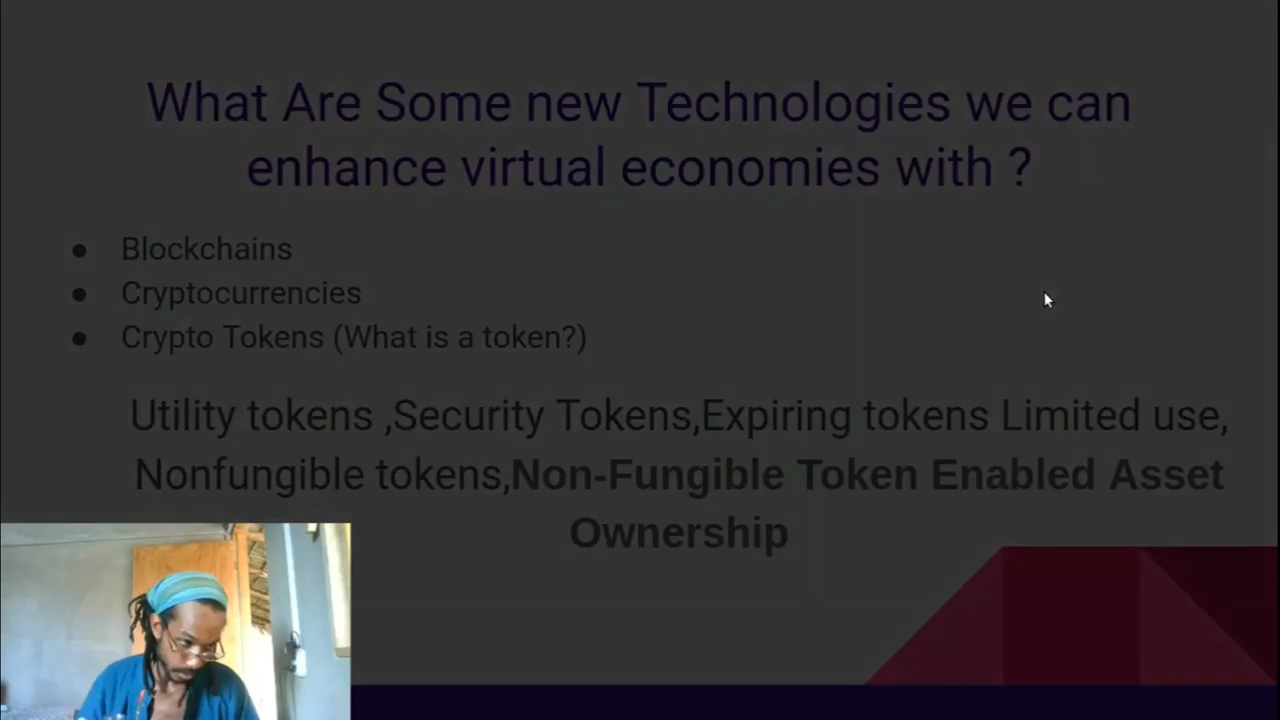 What Are Some new Technologies we can
enhance virtual economies with ?
● Blockchains
● Cryptocurrencies
● Crypto Tokens (What is a token?)
Utility tokens ,Security Tokens,Expiring tokens Limited use,
Nonfungible tokens,Non-Fungible Token Enabled Asset
Ownership